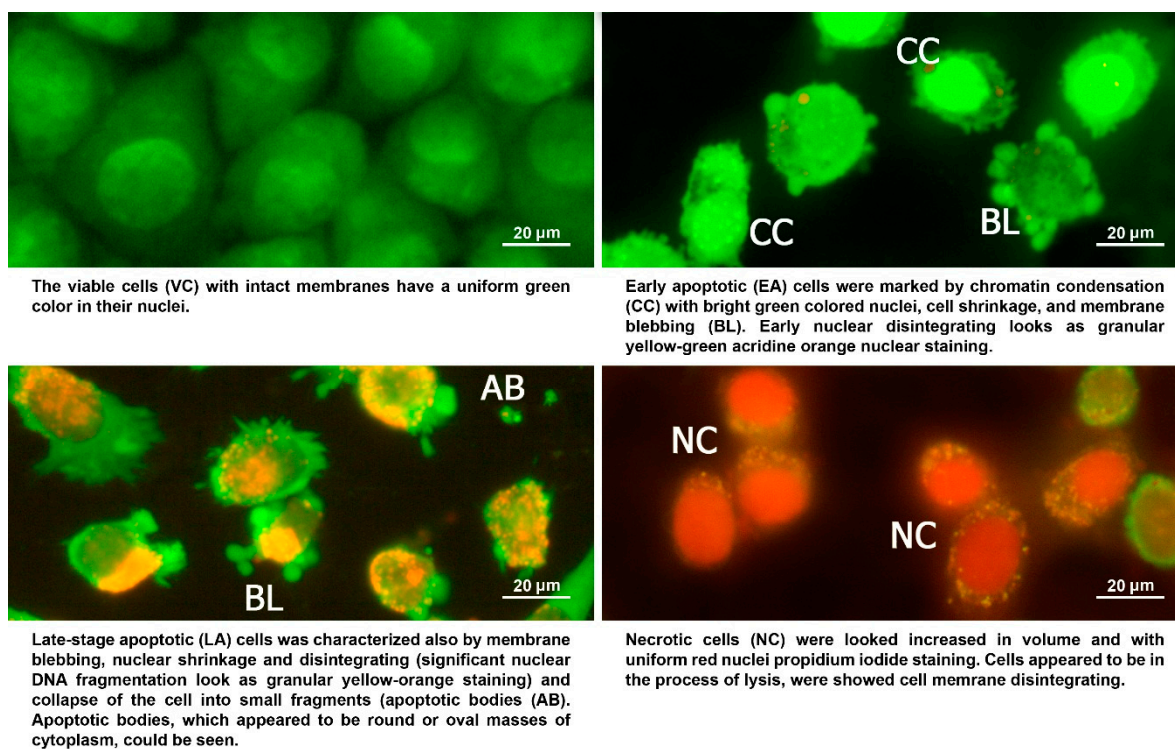 20 µm
The viable cells (VC) with intact membranes have a uniform green
color in their nuclei.
CC
CC
BL
20 µm
Early apoptotic (EA) cells were marked by chromatin condensation
(CC) with bright green colored nuclei, cell shrinkage, and membrane
blebbing (BL). Early nuclear disintegrating looks as granular
yellow-green acridine orange nuclear staining.
AB
BL
20 µm
Late-stage apoptotic (LA) cells was characterized also by membrane
blebbing, nuclear shrinkage and disintegrating (significant nuclear
DNA fragmentation look as granular yellow-orange staining) and
collapse of the cell into small fragments (apoptotic bodies (AB).
Apoptotic bodies, which appeared to be round or oval masses of
cytoplasm, could be seen.
NC
NC
20 µm
Necrotic cells (NC) were looked increased in volume and with
uniform red nuclei propidium iodide staining. Cells appeared to be in
the process of lysis, were showed cell memrane disintegrating.